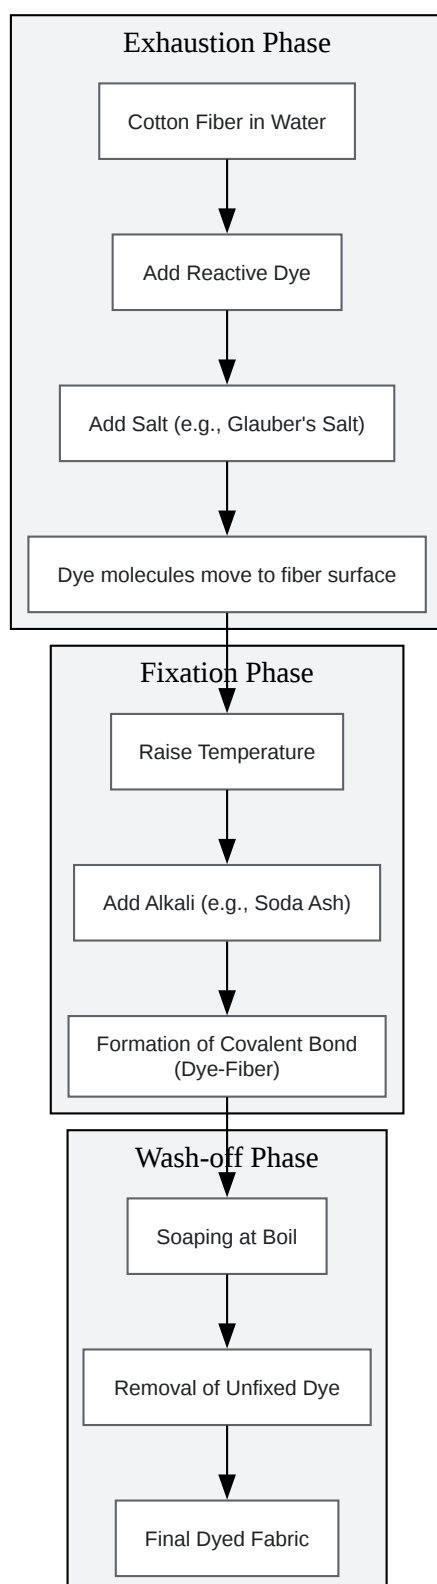 Exhaustion Phase
Cotton Fiber in Water
Add Reactive Dye
Add Salt (e.g., Glauber's Salt)
Dye molecules move to fiber surface
Fixation Phase
Raise Temperature
Add Alkali (e.g., Soda Ash)
Formation of Covalent Bond
(Dye-Fiber)
Wash-off Phase
Soaping at Boil
Removal of Unfixed Dye
Final Dyed Fabric